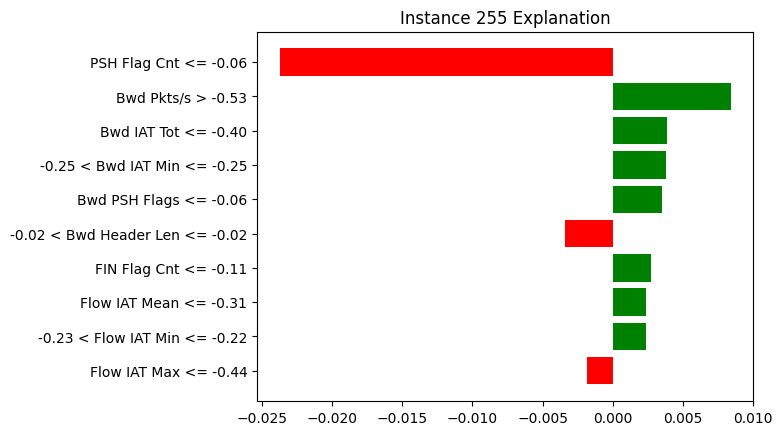 Instance 255 Explanation
PSH Flag Cnt <= -0.06
Bwd Pkts/s > -0.53
Bwd IAT Tot <= -0.40
-0.25 < Bwd IAT Min <= -0.25
Bwd PSH Flags <= -0.06
-0.02 < Bwd Header Len <= -0.02
FIN Flag Cnt <= -0.11
Flow IAT Mean <= -0.31
-0.23 < Flow IAT Min <= -0.22
Flow IAT Max <= -0.44
−0.025 −0.020 −0.015 −0.010 −0.005 0.000 0.005 0.010